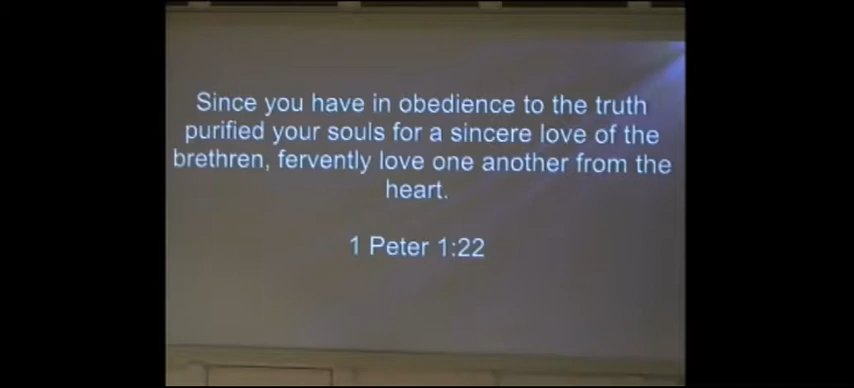 Since you have in obedience to the truth
purified your souls for a sincere love of the
brethren, fervently love one another from the
heart.
1 Peter 1:22